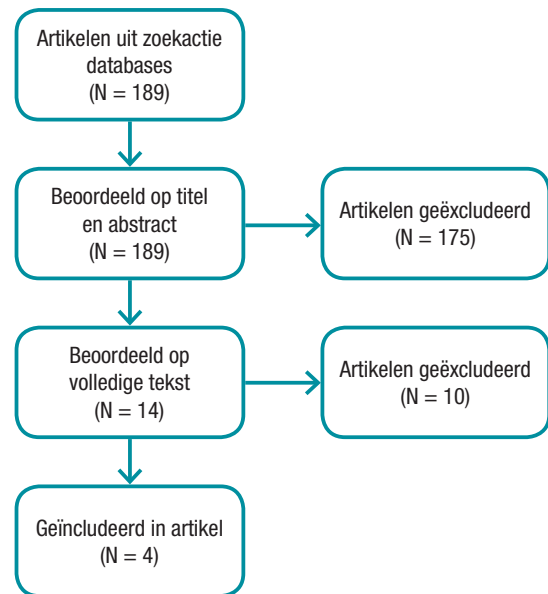 Artikelen uit zoekactie
databases
(N = 189)
Beoordeeld op titel
en abstract
(N = 189)
Artikelen geëxcludeerd
(N = 175)
Beoordeeld op
volledige tekst
(N = 14)
Artikelen geëxcludeerd
(N = 10)
Geïncludeerd in artikel
(N = 4)